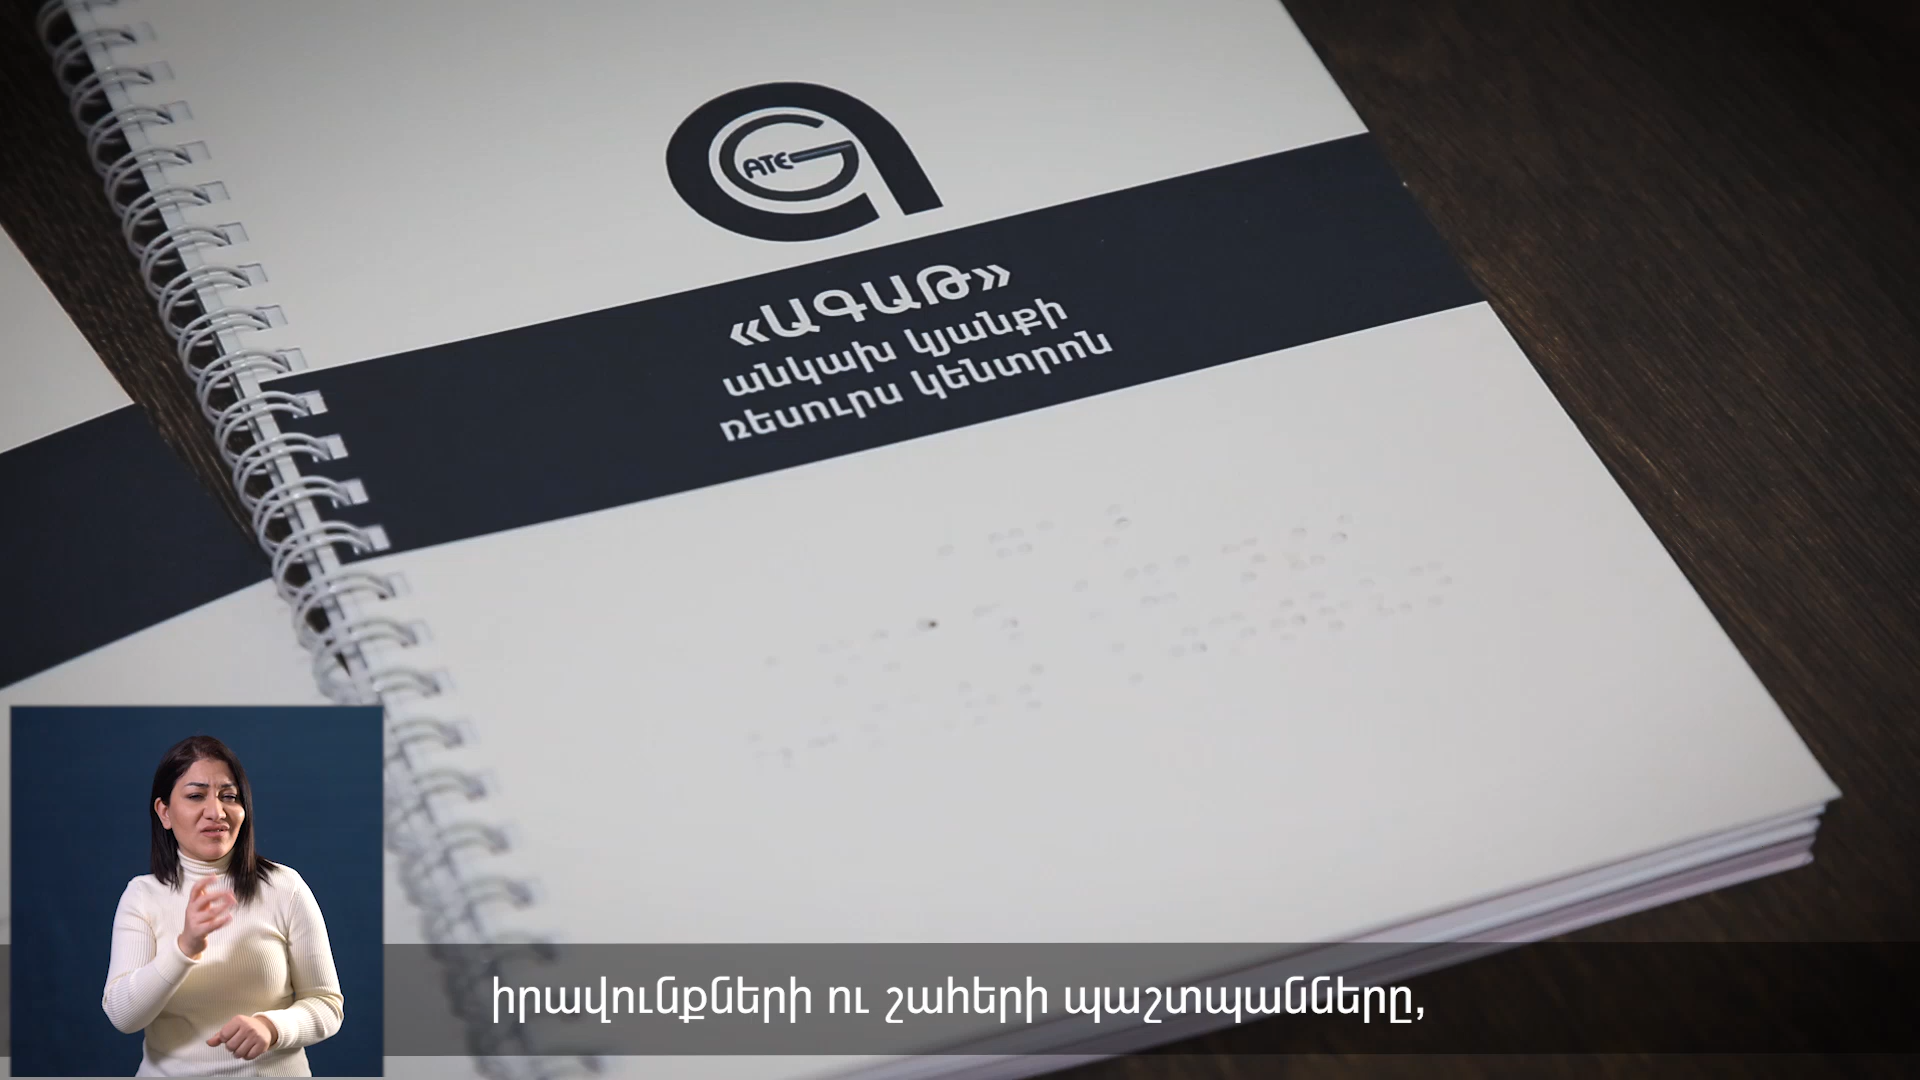 ATE
G
«ԱԳԱԹ»
անկախ կյանքի
ռեսուրս կենտրոն
իրավունքների ու շահերի պաշտպանները,